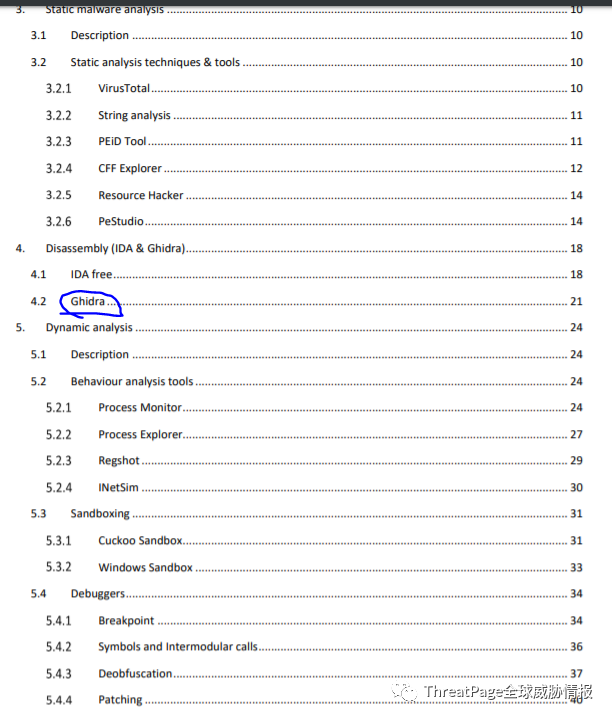 3. Static malware analysis ........ 10
3.1 Description ........ 10
3.2 Static analysis techniques & tools ........ 10
3.2.1 VirusTotal ........ 10
3.2.2 String analysis ........ 11
3.2.3 PEiD Tool ........ 11
3.2.4 CFF Explorer ........ 12
3.2.5 Resource Hacker ........ 14
3.2.6 PeStudio ........ 14
4. Disassembly (IDA & Ghidra) ........ 18
4.1 IDA free ........ 18
4.2 Ghidra ........ 21
5. Dynamic analysis ........ 24
5.1 Description ........ 24
5.2 Behaviour analysis tools ........ 24
5.2.1 Process Monitor ........ 24
5.2.2 Process Explorer ........ 27
5.2.3 Regshot ........ 29
5.2.4 INetSim ........ 30
5.3 Sandboxing ........ 31
5.3.1 Cuckoo Sandbox ........ 31
5.3.2 Windows Sandbox ........ 33
5.4 Debuggers ........ 34
5.4.1 Breakpoint ........ 34
5.4.2 Symbols and Intermodular calls ........ 36
5.4.3 Deobfuscation ........ 37
5.4.4 Patching ........ 40
ThreatPage全球威胁情报